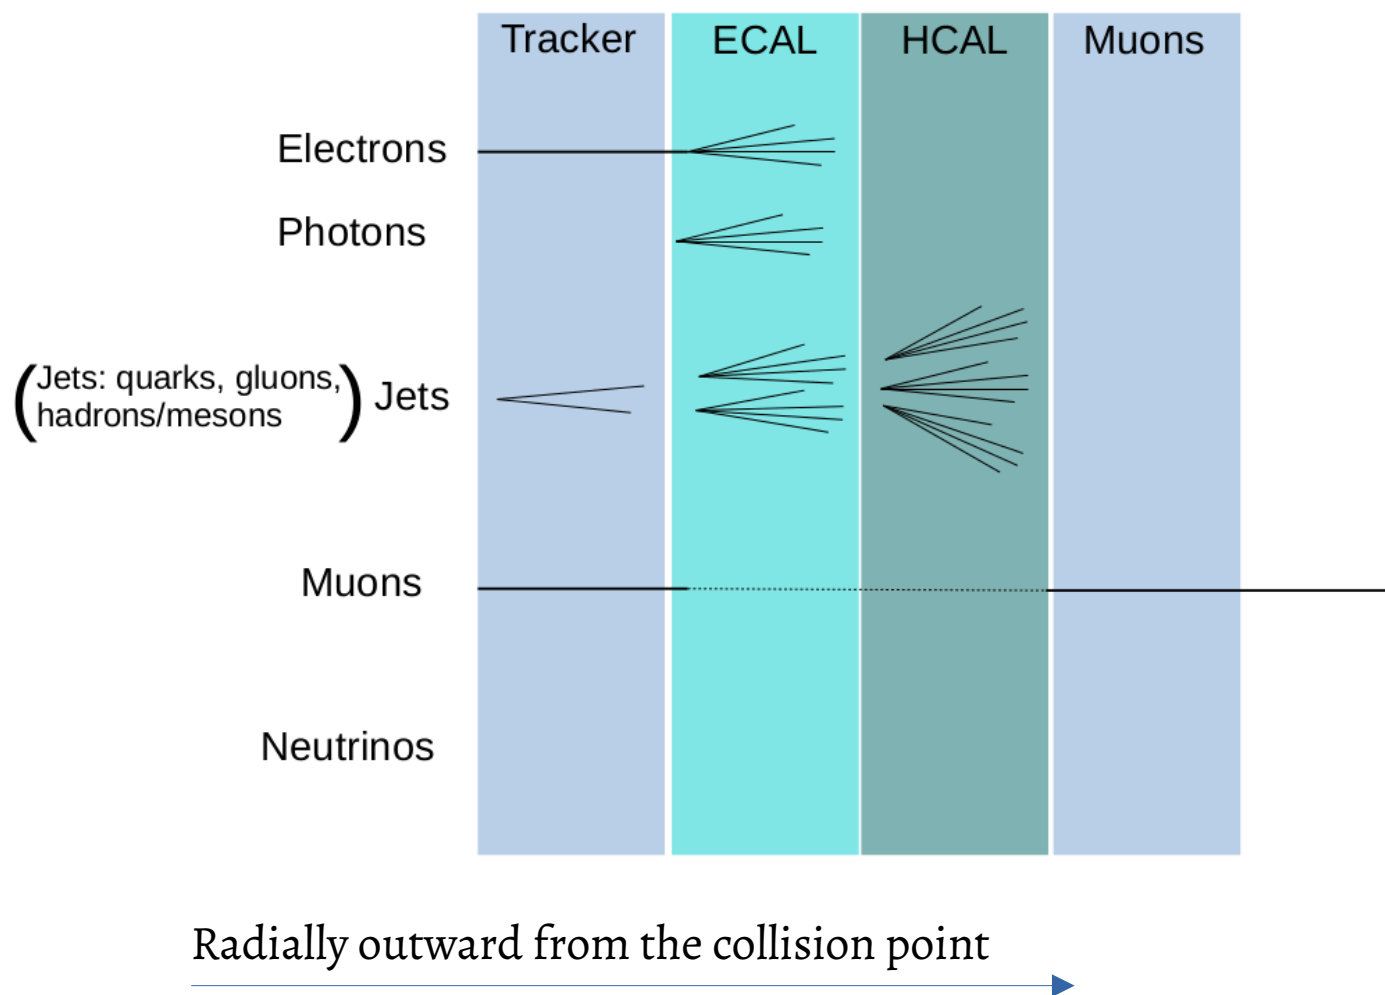 Tracker ECAL HCAL Muons
Electrons
Photons
(Jets: quarks, gluons,
hadrons/mesons) Jets
Muons
Neutrinos
Radially outward from the collision point